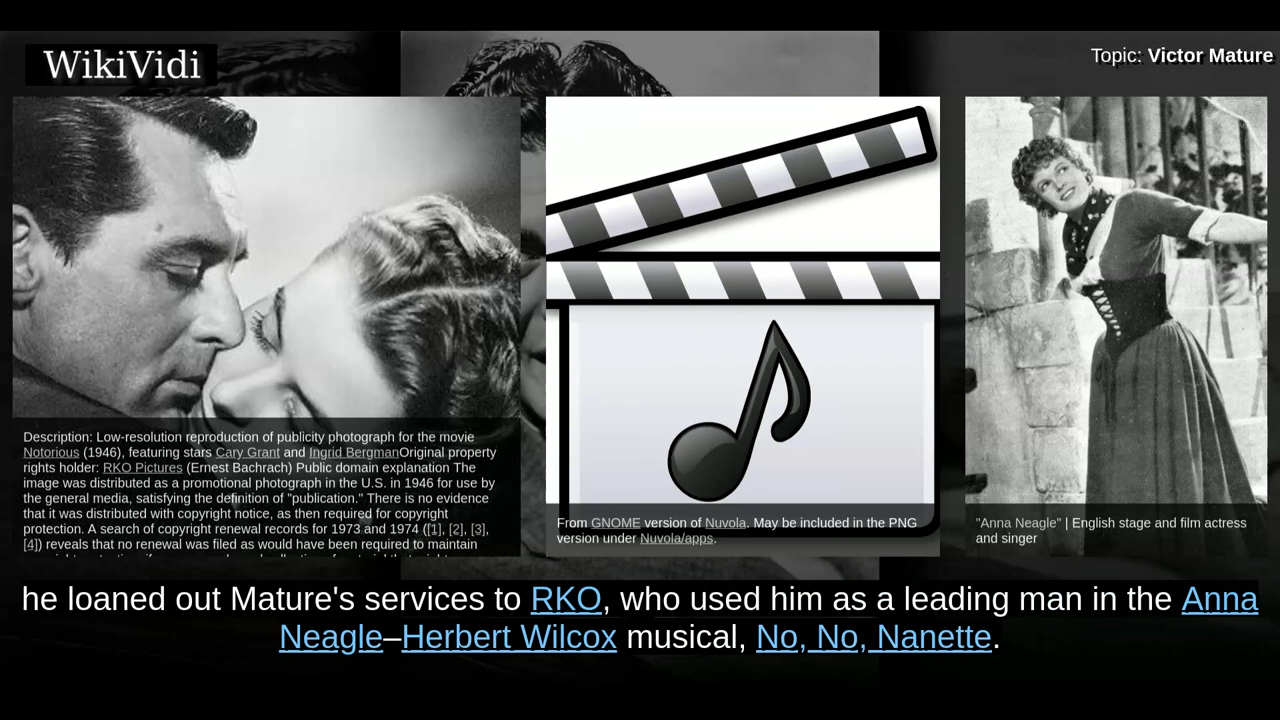 WikiVidi
Topic: Victor Mature
Description: Low-resolution reproduction of publicity photograph for the movie
Notorious (1946), featuring stars Cary Grant and Ingrid BergmanOriginal property
rights holder: RKO Pictures (Ernest Bachrach) Public domain explanation The
image was distributed as a promotional photograph in the U.S. in 1946 for use by
the general media, satisfying the definition of "publication." There is no evidence
that it was distributed with copyright notice, as then required for copyright
protection. A search of copyright renewal records for 1973 and 1974 ([1], [2], [3],
[4]) reveals that no renewal was filed as would have been required to maintain
From GNOME version of Nuvola. May be included in the PNG
version under Nuvola/apps.
"Anna Neagle" | English stage and film actress
and singer
he loaned out Mature's services to RKO, who used him as a leading man in the Anna
Neagle–Herbert Wilcox musical, No, No, Nanette.